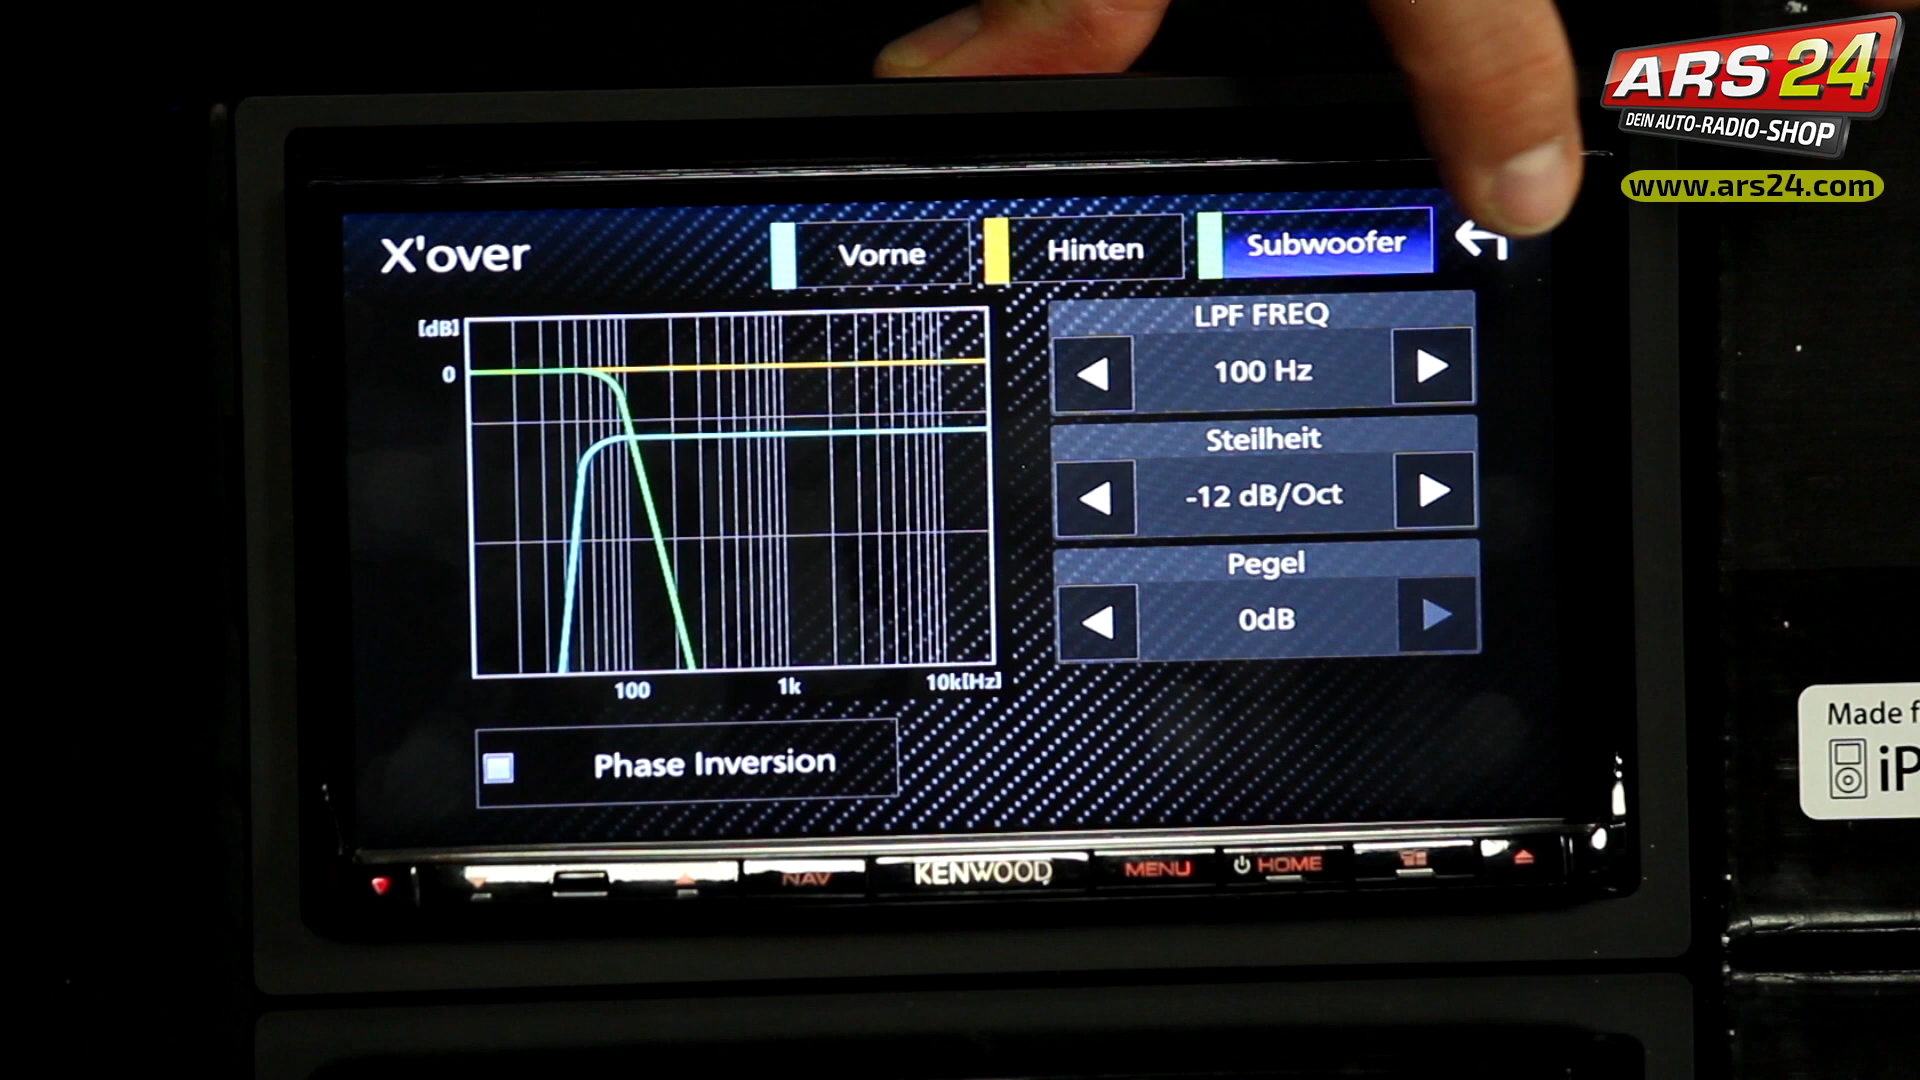 ARS 24
DEIN AUTO-RADIO-SHOP
www.ars24.com
X'over
Vorne
Hinten
Subwoofer
[dB]
0
100
1k
10k[Hz]
LPF FREQ
100 Hz
Steilheit
-12 dB/Oct
Pegel
0dB
Phase Inversion
NAV
KENWOOD
MENU
HOME
Made f
iP